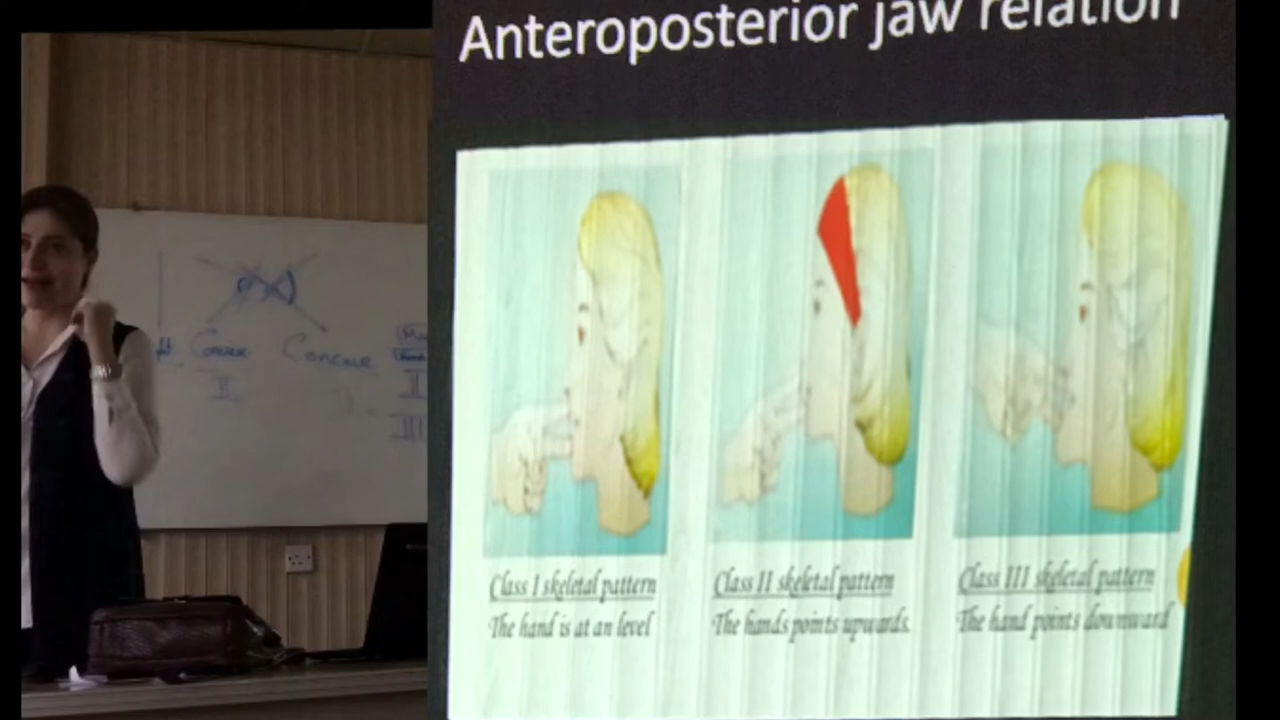 Anteroposterior jaw relation
Convex Concave
II
II
III
Class I skeletal pattern
The hand is at an level
Class II skeletal pattern
The hands points upwards.
Class III skeletal pattern
The hand points downward